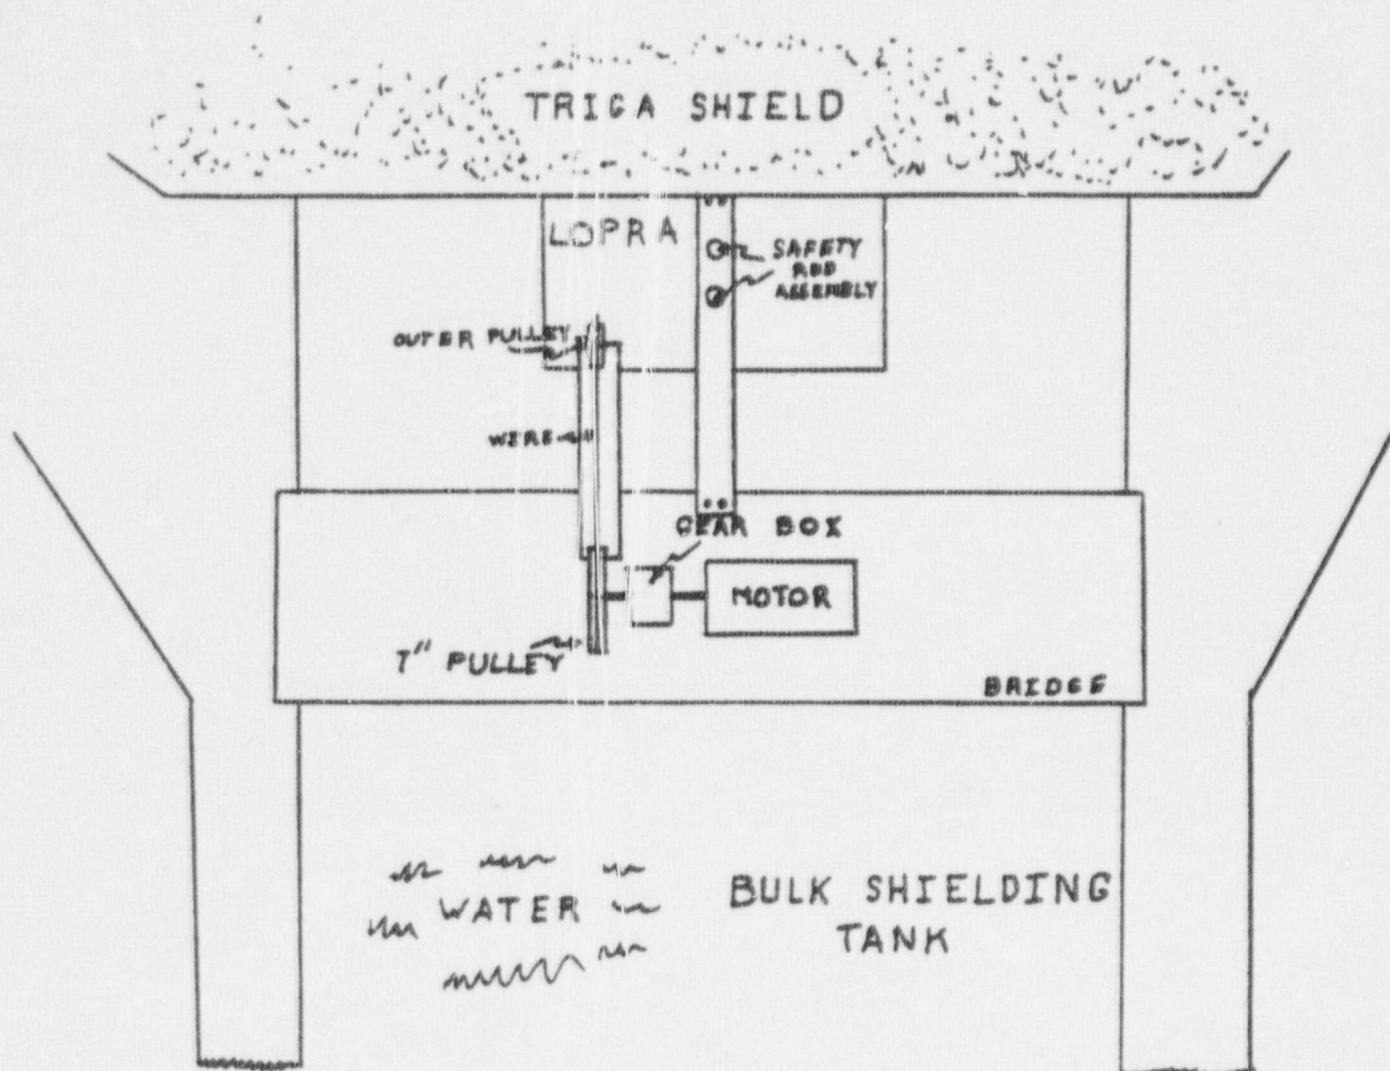 TRIGA SHIELD
LOPRA
SAFETY
ROD
ASSEMBLY
OUTER PULLEY
WIRE
GEAR BOX
MOTOR
7" PULLEY
BRIDGE
WATER
BULK SHIELDING
TANK